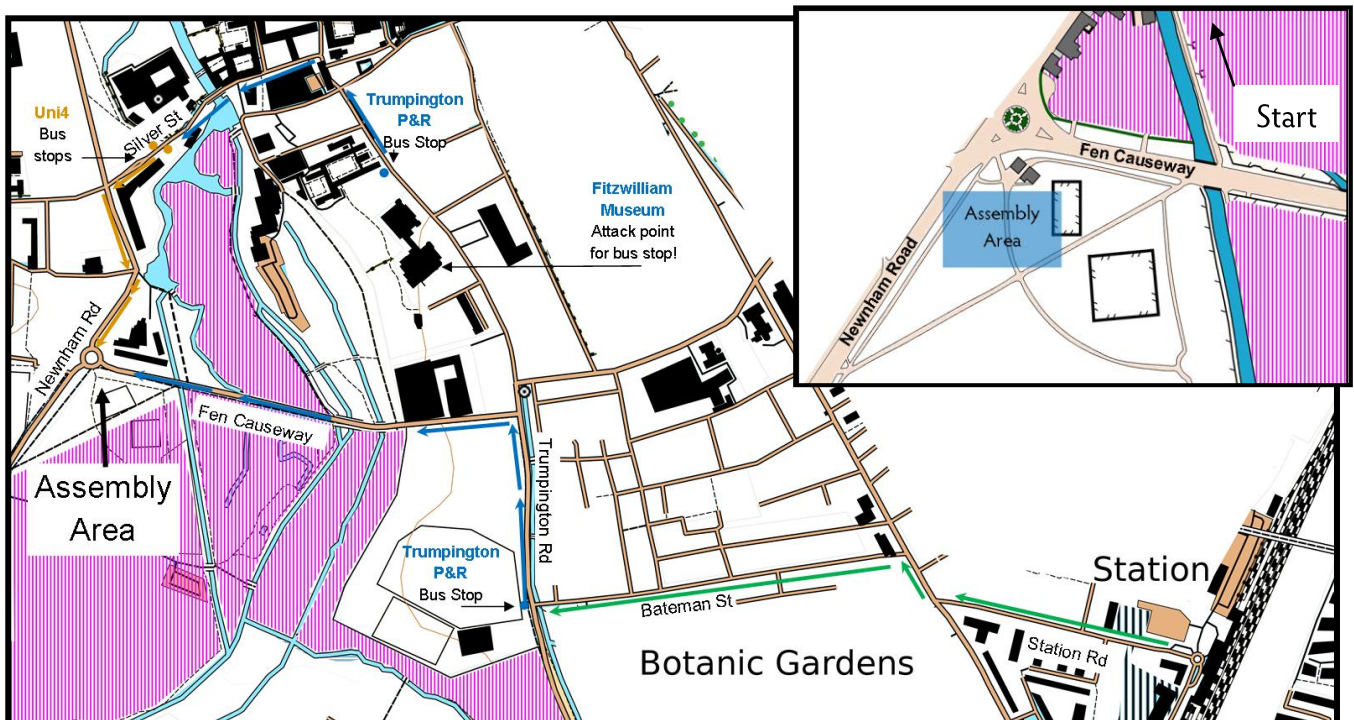 Uni4
Bus
stops
Silver St
Trumpington
P&R
Bus Stop
Fitzwilliam
Museum
Attack point
for bus stop!
Start
Fen Causeway
Assembly
Area
Newnham Road
Newnham Rd
Fen Causeway
Assembly
Area
Trumpington Rd
Trumpington
P&R
Bus Stop
Bateman St
Station
Station Rd
Botanic Gardens